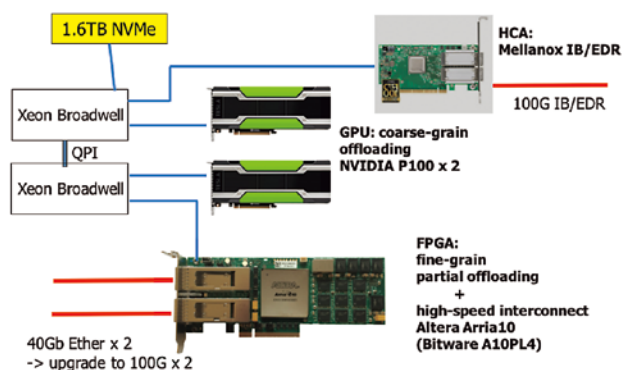 1.6TB NVMe
HCA:
Mellanox IB/EDR
100G IB/EDR
Xeon Broadwell
QPI
Xeon Broadwell
GPU: coarse-grain
offloading
NVIDIA P100 x 2
FPGA:
fine-grain
partial offloading
+
high-speed interconnect
Altera Arria10
(Bitware A10PL4)
40Gb Ether x 2
-> upgrade to 100G x 2